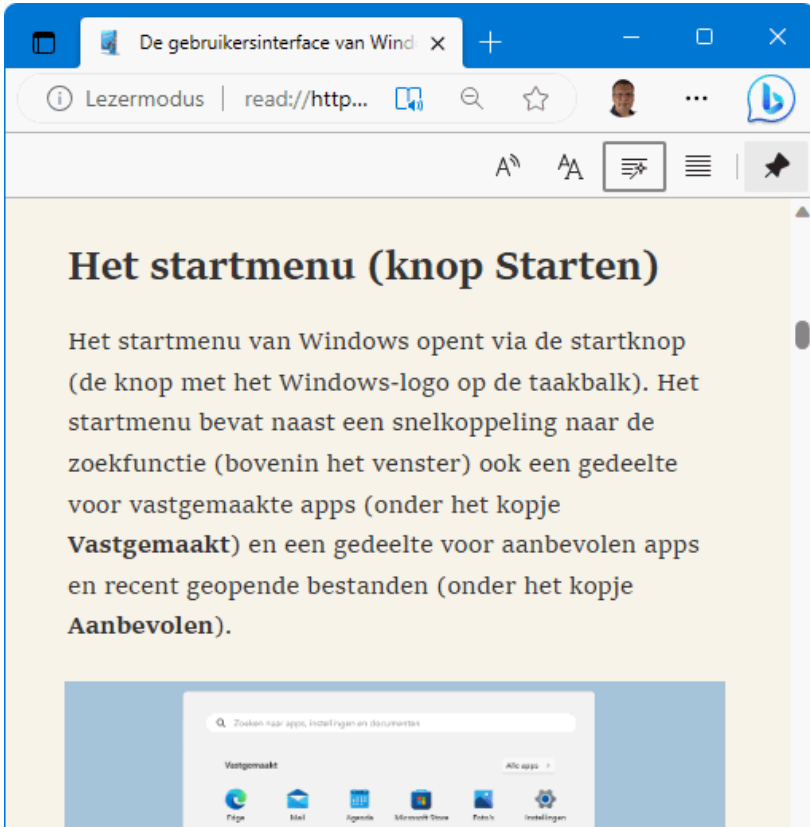 De gebruikersinterface van Wind
Lezermodus | read://http...
Het startmenu (knop Starten)
Het startmenu van Windows opent via de startknop
(de knop met het Windows-logo op de taakbalk). Het
startmenu bevat naast een snelkoppeling naar de
zoekfunctie (bovenin het venster) ook een gedeelte
voor vastgemaakte apps (onder het kopje
Vastgemaakt) en een gedeelte voor aanbevolen apps
en recent geopende bestanden (onder het kopje
Aanbevolen).
Zoeken naar apps, instellingen en documenten
Vastgemaakt Alle apps >
Edge Mail Agenda Microsoft Store Foto's Instellingen